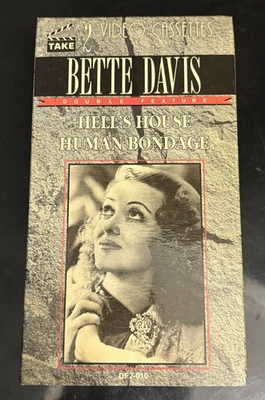 2 VIDEO CASSETTES
TAKE
BETTE DAVIS
DOUBLE FEATURE
HELL'S HOUSE
HUMAN BONDAGE